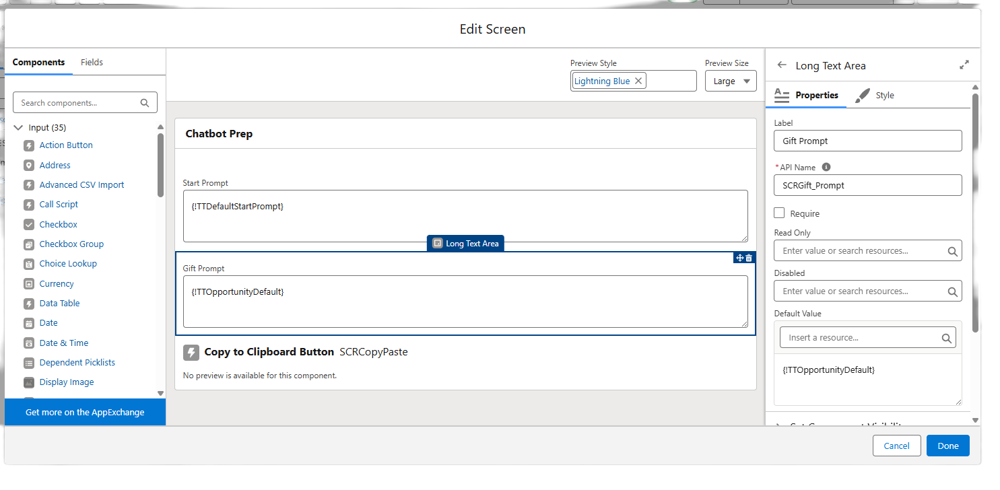 Edit Screen
Components
Fields
Search components...
Input (35)
Action Button
Address
Advanced CSV Import
Call Script
Checkbox
Checkbox Group
Choice Lookup
Currency
Data Table
Date
Date & Time
Dependent Picklists
Display Image
Get more on the AppExchange
Preview Style
Lightning Blue
Preview Size
Large
Chatbot Prep
Start Prompt
{!TTDefaultStartPrompt}
Long Text Area
Gift Prompt
{!TTOpportunityDefault}
Copy to Clipboard Button SCRCopyPaste
No preview is available for this component.
Long Text Area
Properties
Style
Label
Gift Prompt
*API Name
SCRGift_Prompt
Require
Read Only
Enter value or search resources...
Disabled
Enter value or search resources...
Default Value
Insert a resource...
{!TTOpportunityDefault}
Set Component Visibility
Cancel
Done